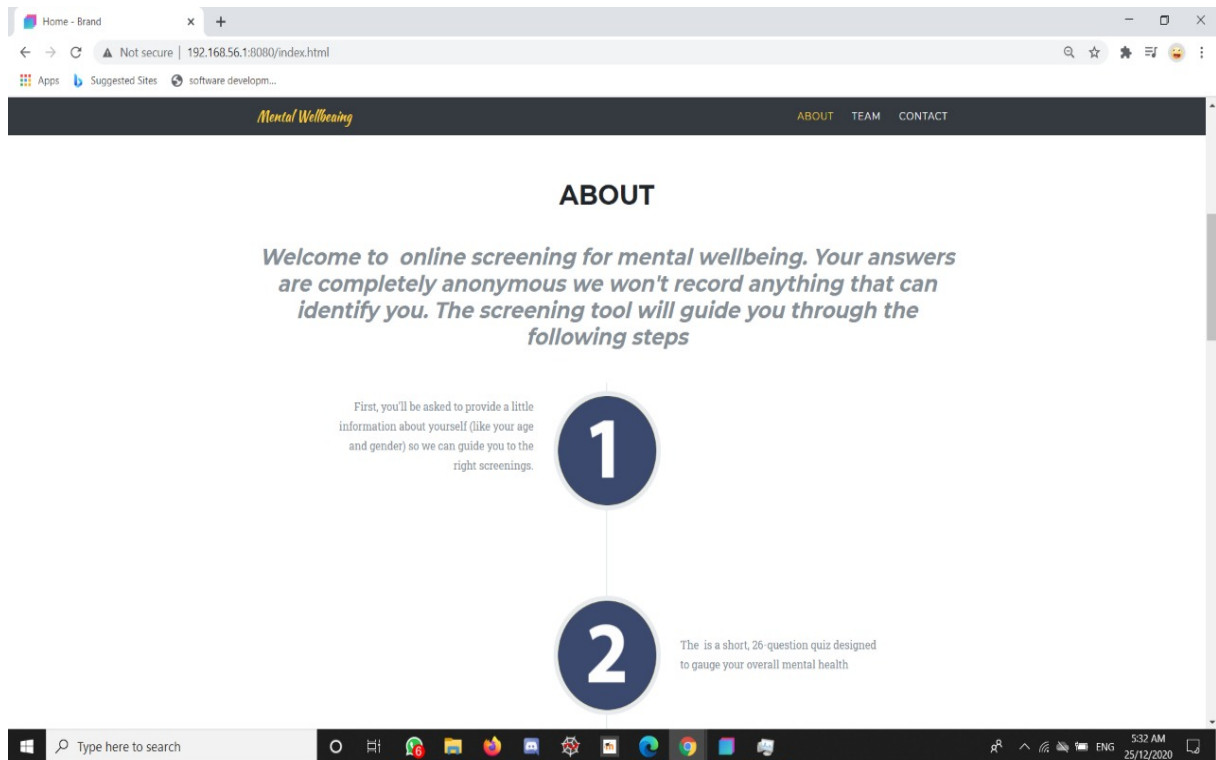 Home - Brand
Not secure | 192.168.56.1:8080/index.html
Apps Suggested Sites software developm...
Mental Wellbeaing ABOUT TEAM CONTACT
ABOUT
Welcome to online screening for mental wellbeing. Your answers
are completely anonymous we won't record anything that can
identify you. The screening tool will guide you through the
following steps
First, you'll be asked to provide a little
information about yourself (like your age
and gender) so we can guide you to the
right screenings.
1
2
The is a short, 26-question quiz designed
to gauge your overall mental health
Type here to search
6
m
ENG
5:32 AM
25/12/2020